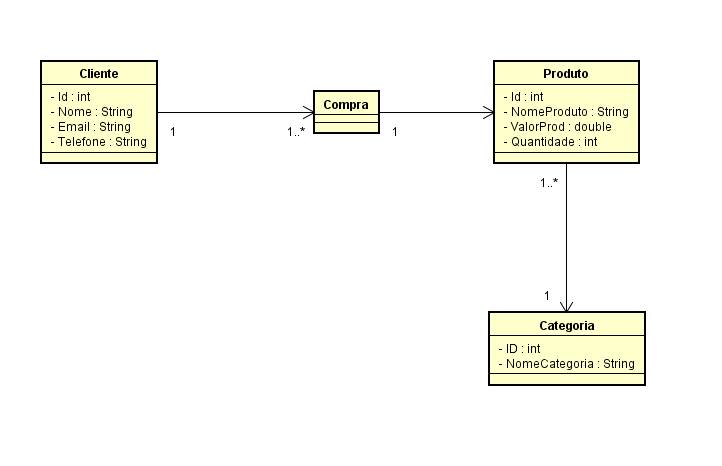 Cliente
- Id : int
- Nome : String
- Email : String
- Telefone : String
1
1..*
Compra
1
Produto
- Id : int
- NomeProduto : String
- ValorProd : double
- Quantidade : int
1..*
1
Categoria
- ID : int
- NomeCategoria : String